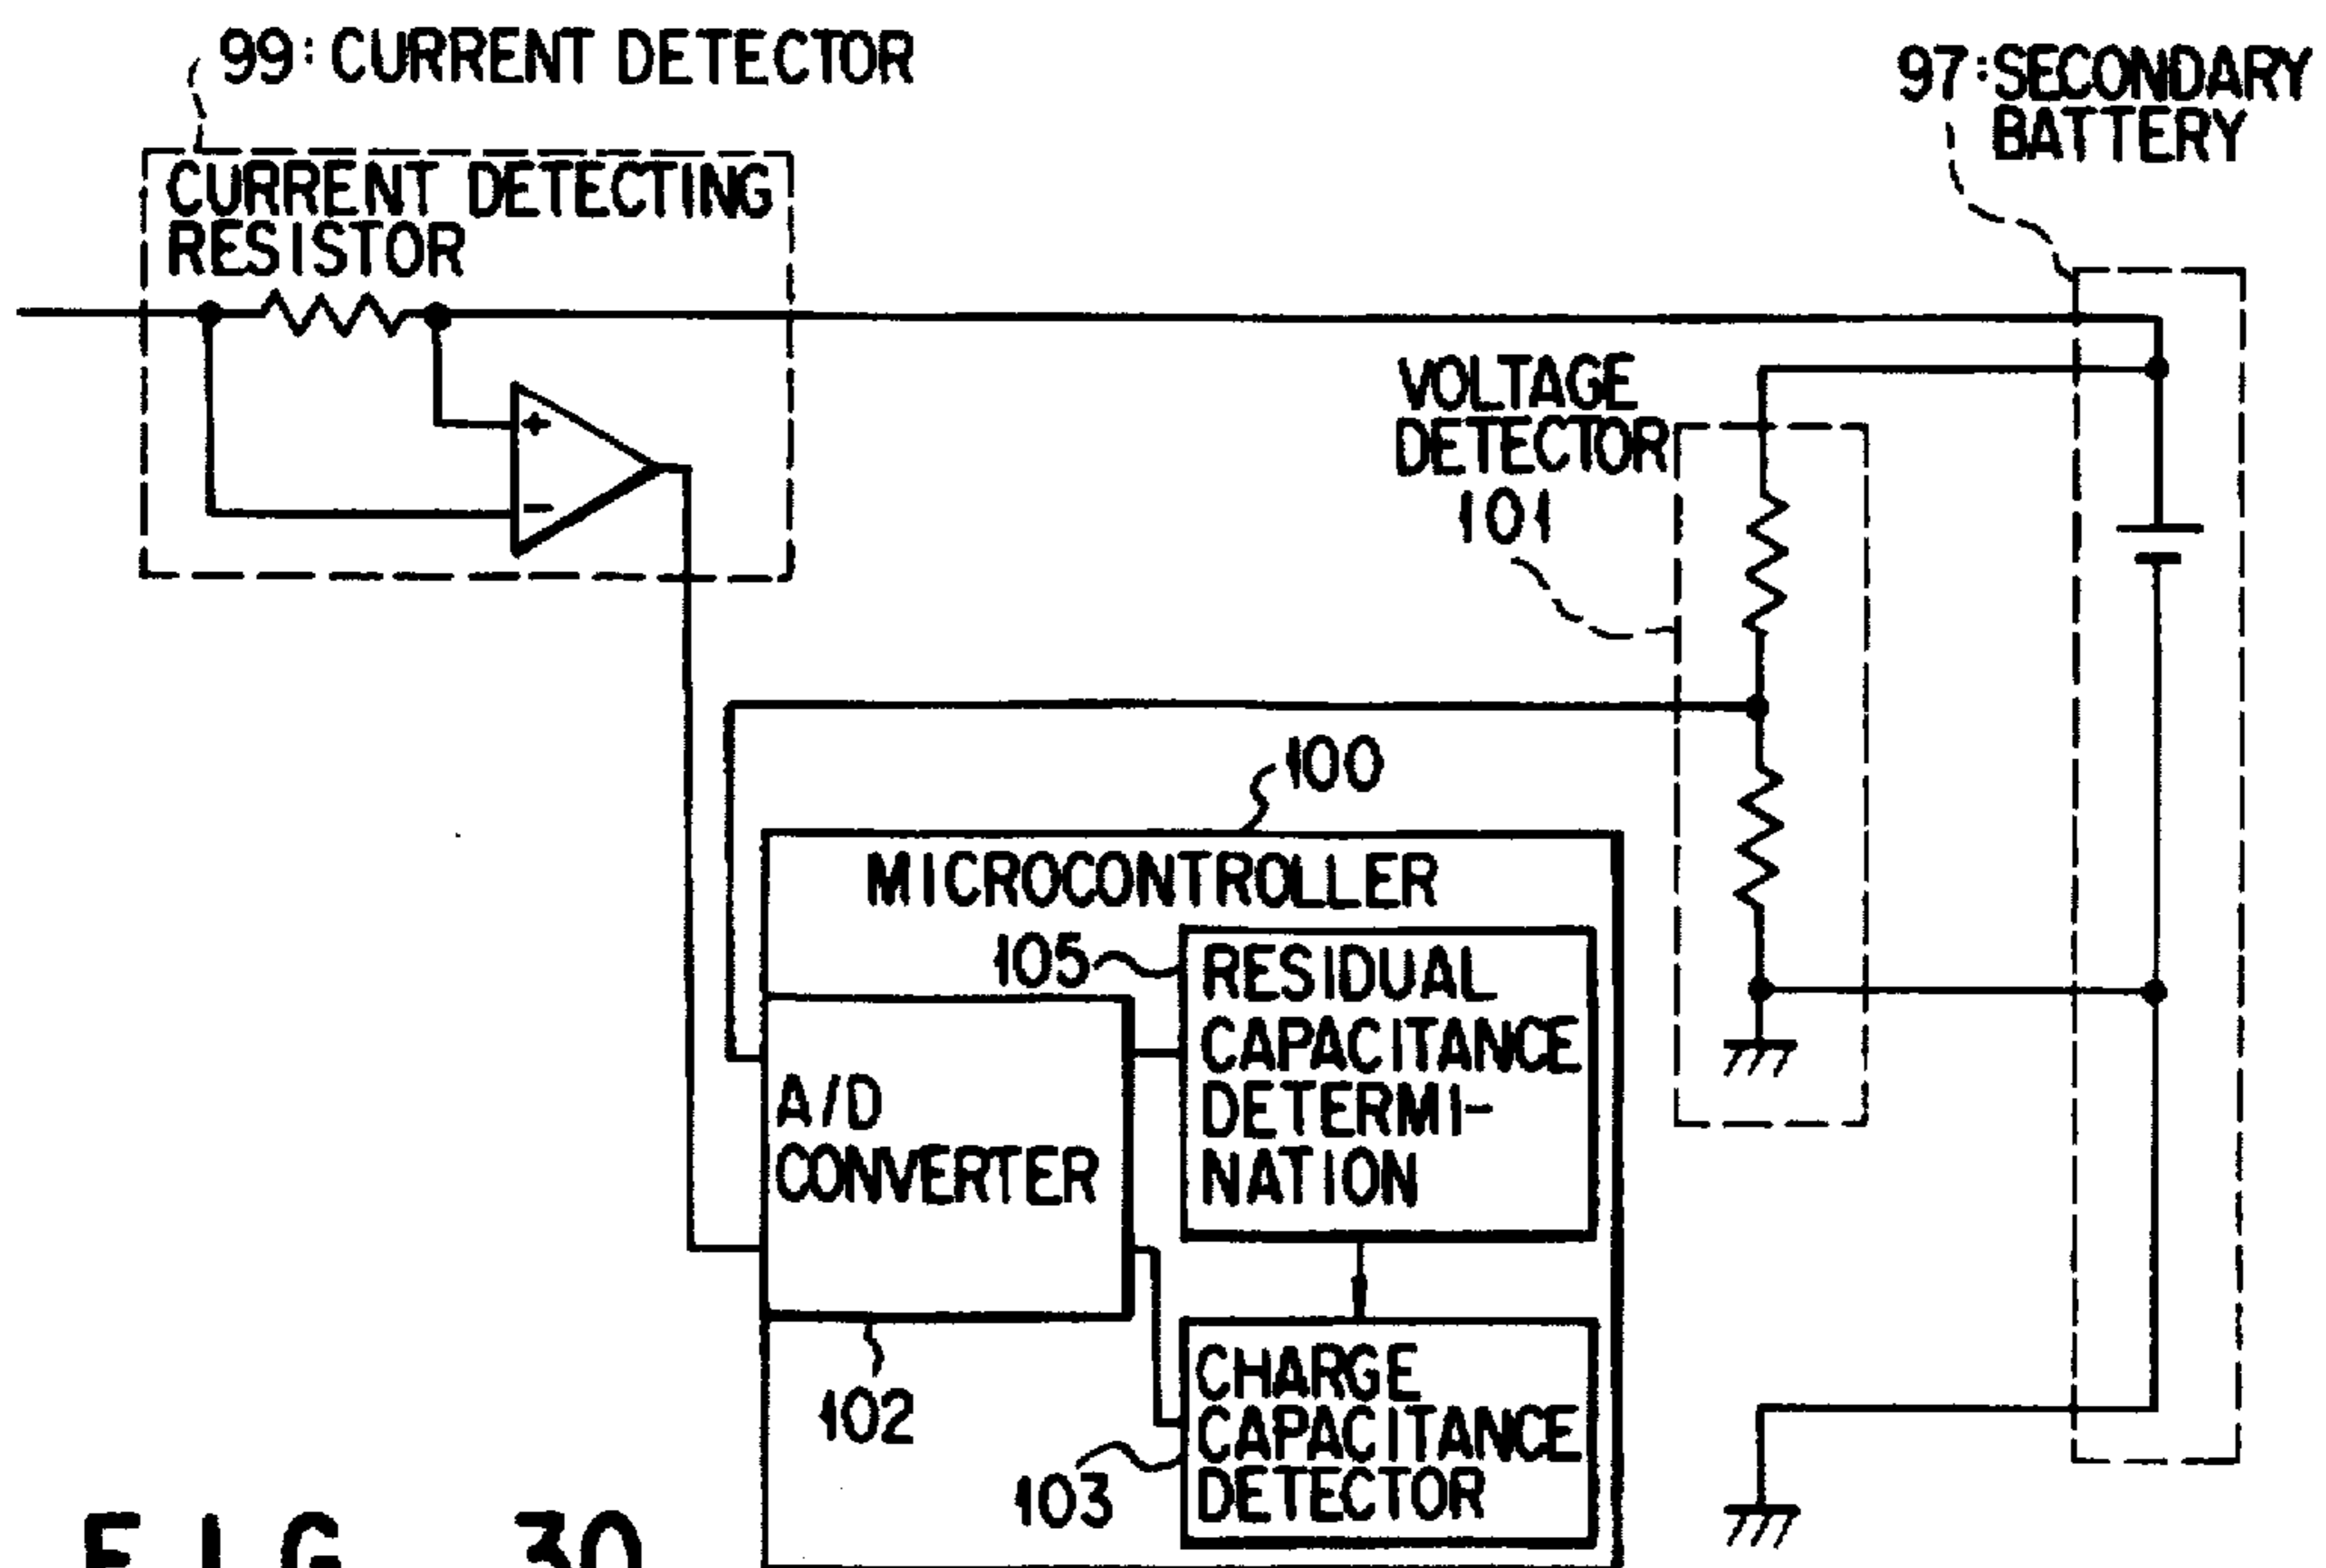 99: CURRENT DETECTOR
97: SECONDARY
BATTERY
CURRENT DETECTING
RESISTOR
+
−
VOLTAGE
DETECTOR
101
100
MICROCONTROLLER
105
RESIDUAL
CAPACITANCE
DETERMI-
NATION
A/D
CONVERTER
102
CHARGE
CAPACITANCE
DETECTOR
103
FIG. 30